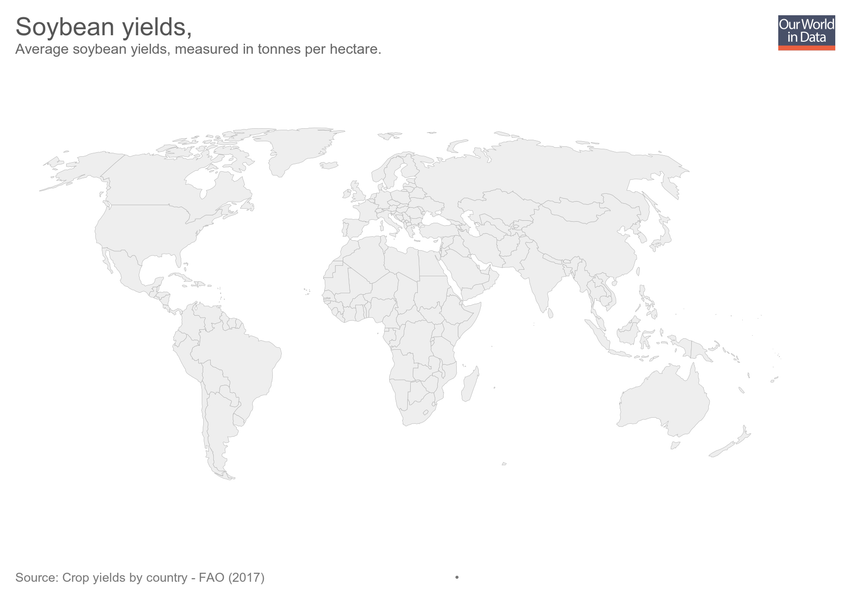 Soybean yields,
Average soybean yields, measured in tonnes per hectare.
Our World
in Data
Source: Crop yields by country - FAO (2017)